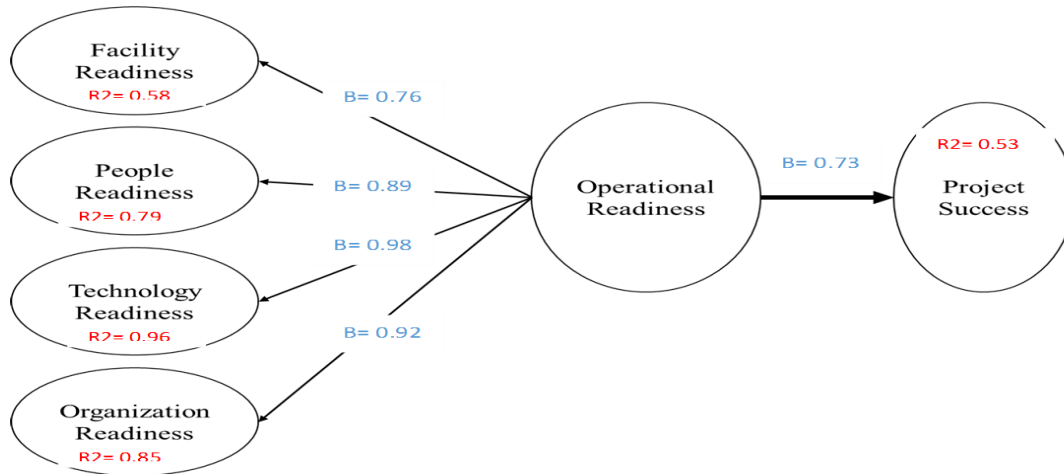 Facility
Readiness
R2= 0.58
B= 0.76
People
Readiness
R2= 0.79
B= 0.89
Technology
Readiness
R2= 0.96
B= 0.98
Organization
Readiness
R2= 0.85
B= 0.92
Operational
Readiness
B= 0.73
R2= 0.53
Project
Success